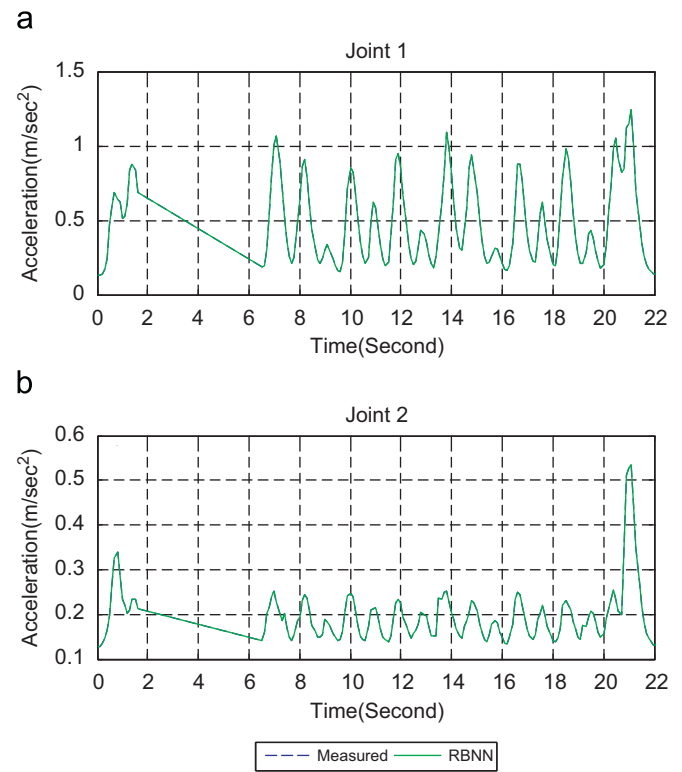 a
Joint 1
Acceleration(m/sec²)
1.5
1
0.5
0
0 2 4 6 8 10 12 14 16 18 20 22
Time(Second)
b
Joint 2
Acceleration(m/sec²)
0.6
0.5
0.4
0.3
0.2
0.1
0 2 4 6 8 10 12 14 16 18 20 22
Time(Second)
Measured RBNN